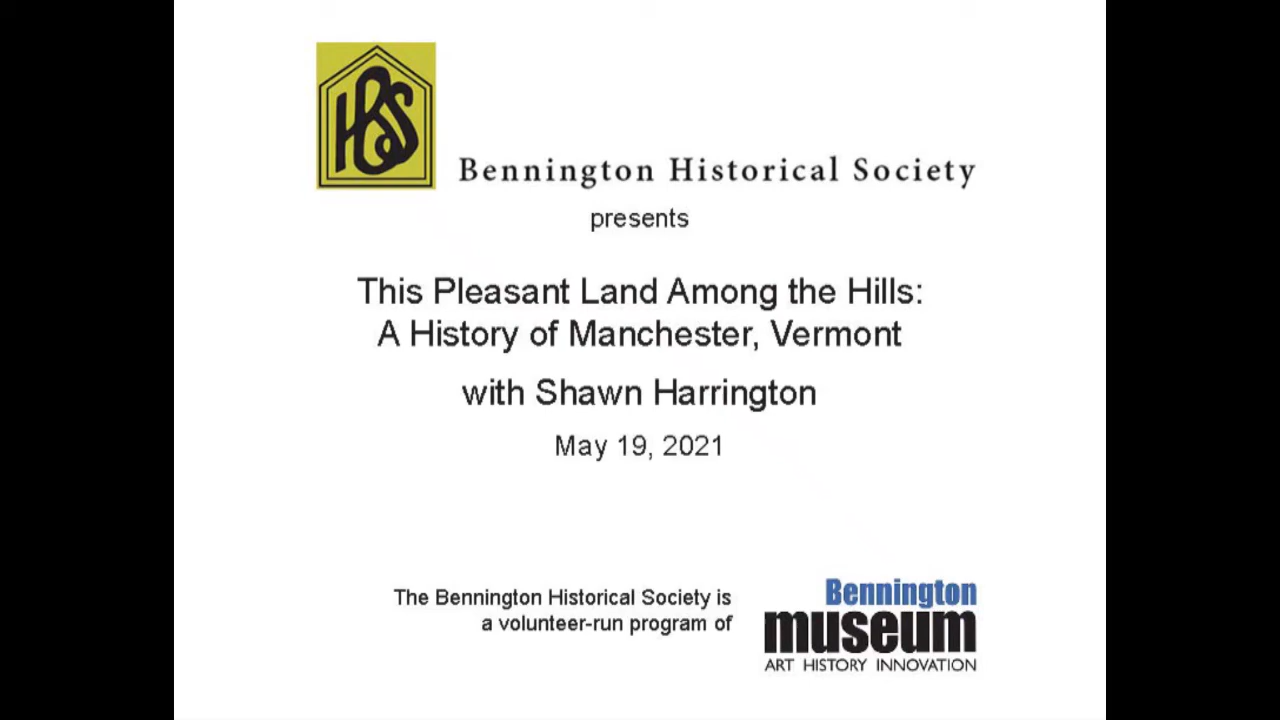 HBS
Bennington Historical Society
presents
This Pleasant Land Among the Hills:
A History of Manchester, Vermont
with Shawn Harrington
May 19, 2021
The Bennington Historical Society is
a volunteer-run program of
Bennington
museum
ART HISTORY INNOVATION